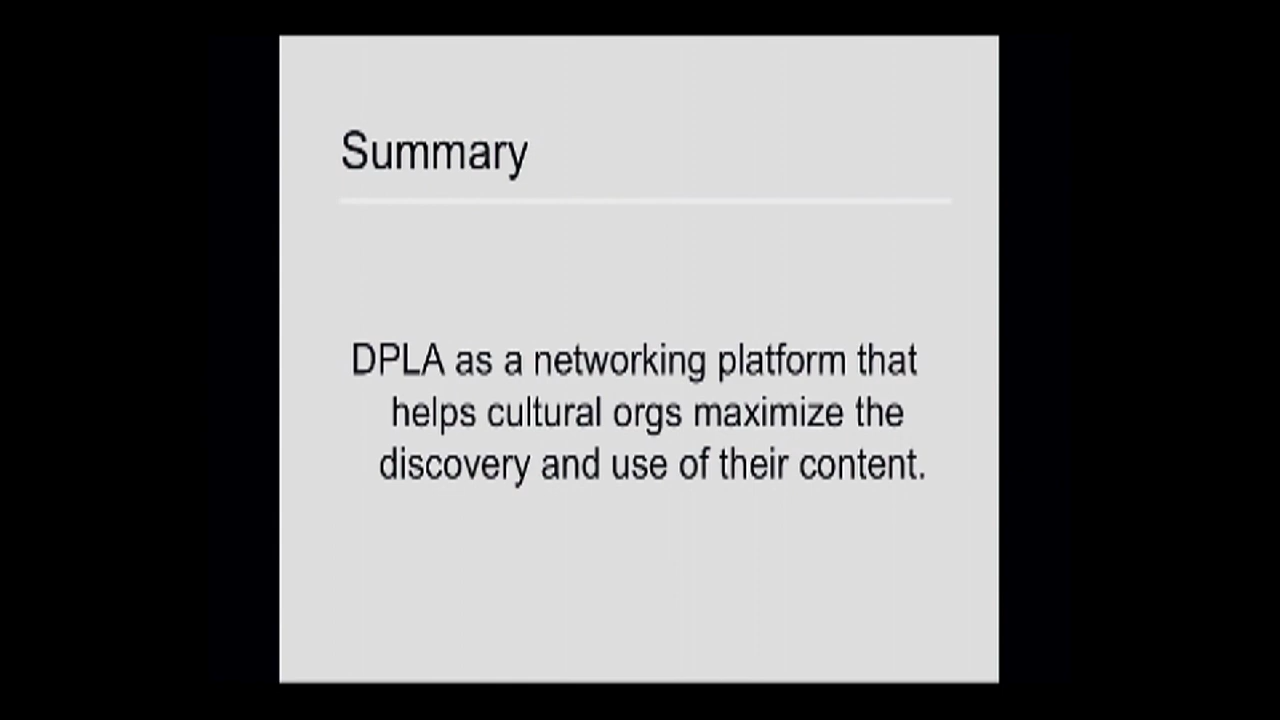 Summary
DPLA as a networking platform that
helps cultural orgs maximize the
discovery and use of their content.